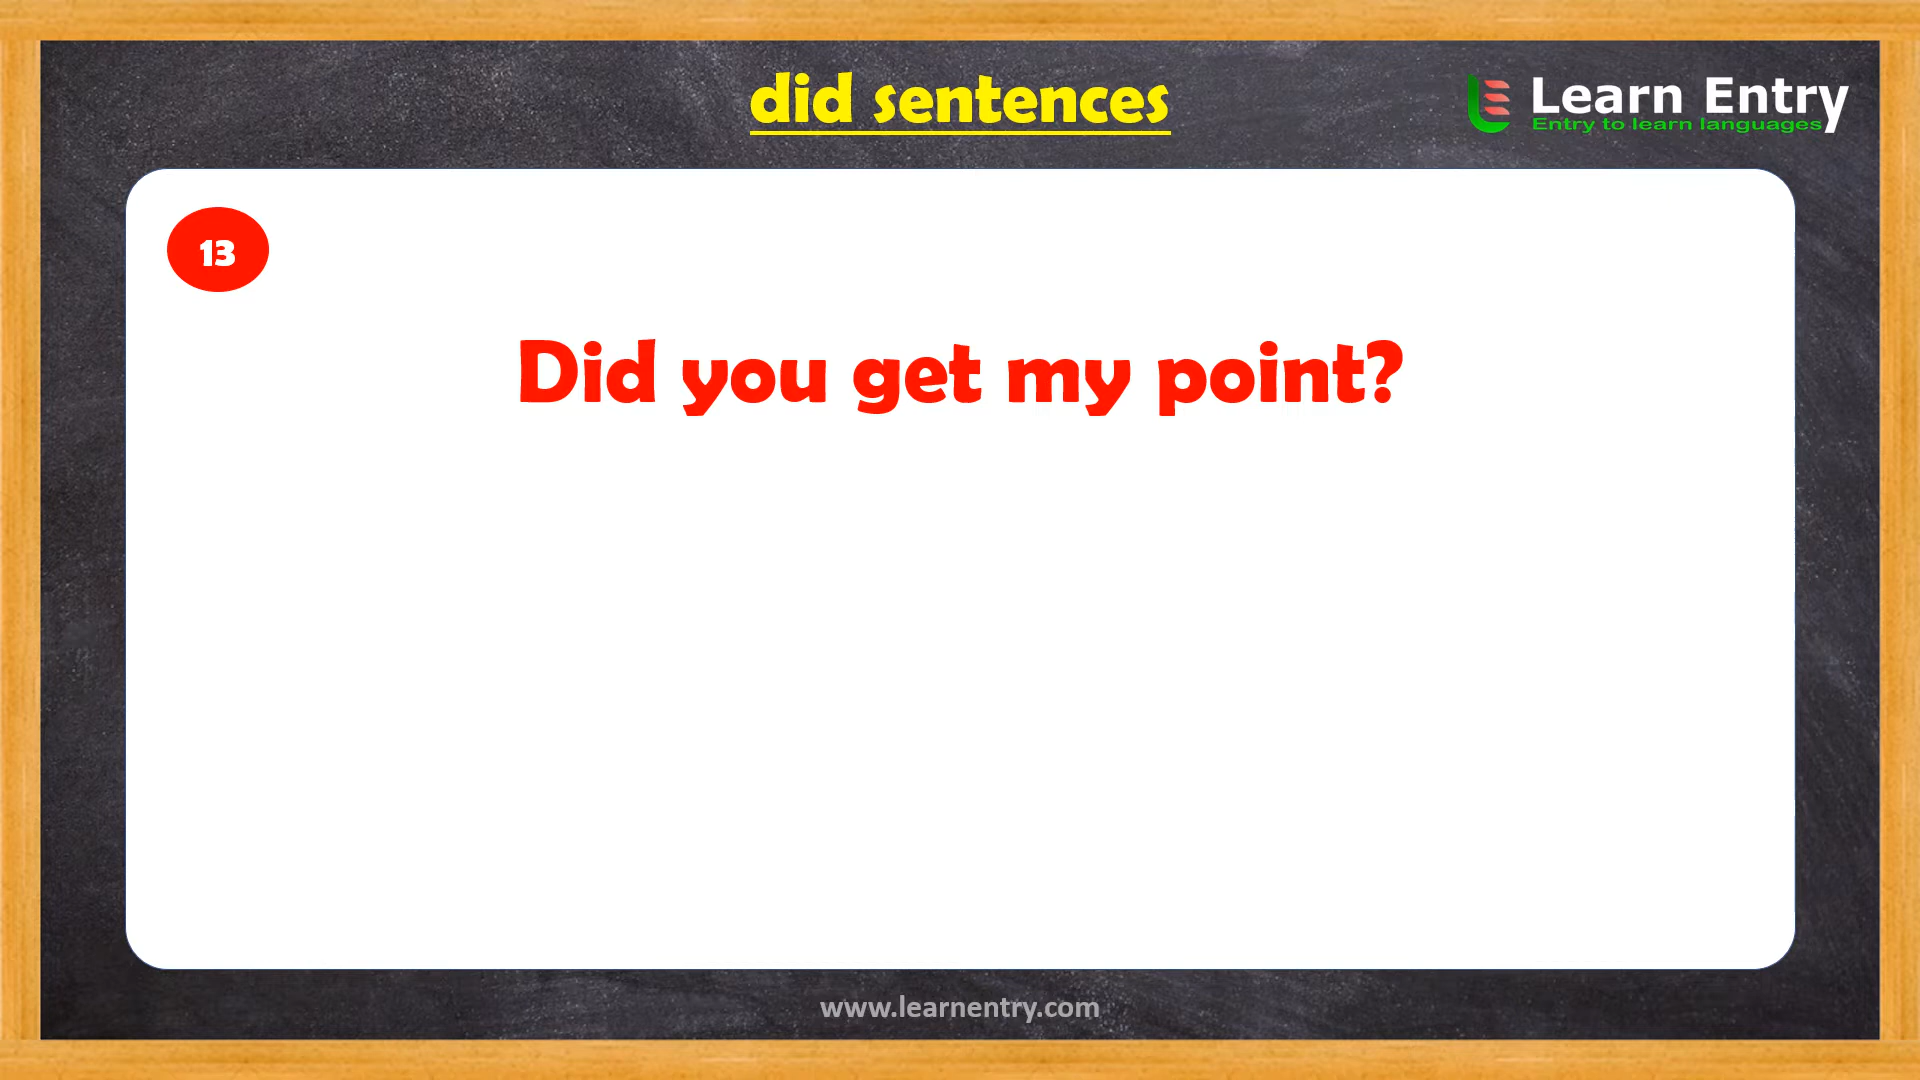 did sentences
Learn Entry
Entry to learn languages
13
Did you get my point?
www.learnentry.com